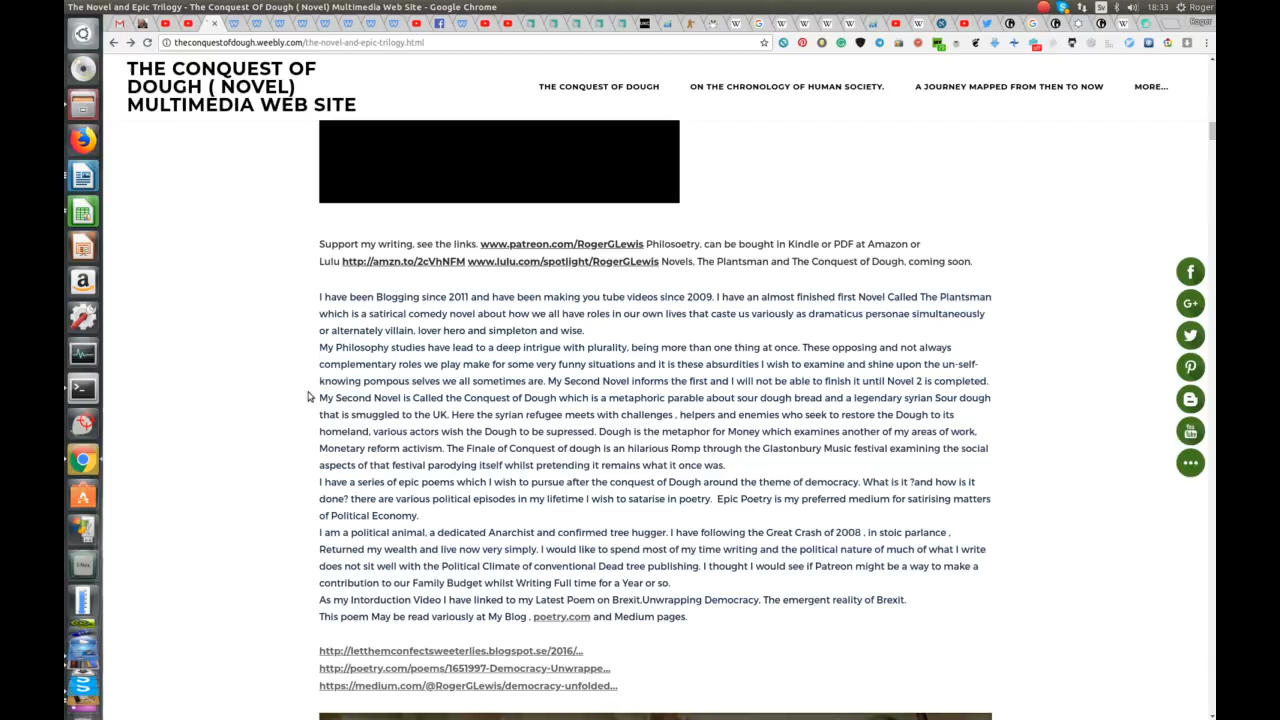 The Novel and Epic Trilogy - The Conquest Of Dough ( Novel) Multimedia Web Site - Google Chrome
18:33 Roger
Roger
theconquestofdough.weebly.com/the-novel-and-epic-trilogy.html
THE CONQUEST OF
DOUGH ( NOVEL)
MULTIMEDIA WEB SITE
THE CONQUEST OF DOUGH
ON THE CHRONOLOGY OF HUMAN SOCIETY.
A JOURNEY MAPPED FROM THEN TO NOW
MORE...
Support my writing, see the links. www.patreon.com/RogerGLewis Philosoetry, can be bought in Kindle or PDF at Amazon or
Lulu http://amzn.to/2cVhNFM www.lulu.com/spotlight/RogerGLewis Novels, The Plantsman and The Conquest of Dough, coming soon.
I have been Blogging since 2011 and have been making you tube videos since 2009. I have an almost finished first Novel Called The Plantsman
which is a satirical comedy novel about how we all have roles in our own lives that caste us variously as dramaticus personae simultaneously
or alternately villain, lover hero and simpleton and wise.
My Philosophy studies have lead to a deep intrigue with plurality, being more than one thing at once. These opposing and not always
complementary roles we play make for some very funny situations and it is these absurdities I wish to examine and shine upon the un-self-
knowing pompous selves we all sometimes are. My Second Novel informs the first and I will not be able to finish it until Novel 2 is completed.
My Second Novel is Called the Conquest of Dough which is a metaphoric parable about sour dough bread and a legendary syrian Sour dough
that is smuggled to the UK. Here the syrian refugee meets with challenges , helpers and enemies who seek to restore the Dough to its
homeland, various actors wish the Dough to be supressed. Dough is the metaphor for Money which examines another of my areas of work,
Monetary reform activism. The Finale of Conquest of dough is an hilarious Romp through the Glastonbury Music festival examining the social
aspects of that festival parodying itself whilst pretending it remains what it once was.
I have a series of epic poems which I wish to pursue after the conquest of Dough around the theme of democracy. What is it ?and how is it
done? there are various political episodes in my lifetime I wish to satarise in poetry. Epic Poetry is my preferred medium for satirising matters
of Political Economy.
I am a political animal, a dedicated Anarchist and confirmed tree hugger. I have following the Great Crash of 2008 , in stoic parlance ,
Returned my wealth and live now very simply. I would like to spend most of my time writing and the political nature of much of what I write
does not sit well with the Political Climate of conventional Dead tree publishing. I thought I would see if Patreon might be a way to make a
contribution to our Family Budget whilst Writing Full time for a Year or so.
As my Intorduction Video I have linked to my Latest Poem on Brexit,Unwrapping Democracy. The emergent reality of Brexit.
This poem May be read variously at My Blog , poetry.com and Medium pages.
http://letthemconfectsweeterlies.blogspot.se/2016/...
http://poetry.com/poems/1651997-Democracy-Unwrappe...
https://medium.com/@RogerGLewis/democracy-unfolded...